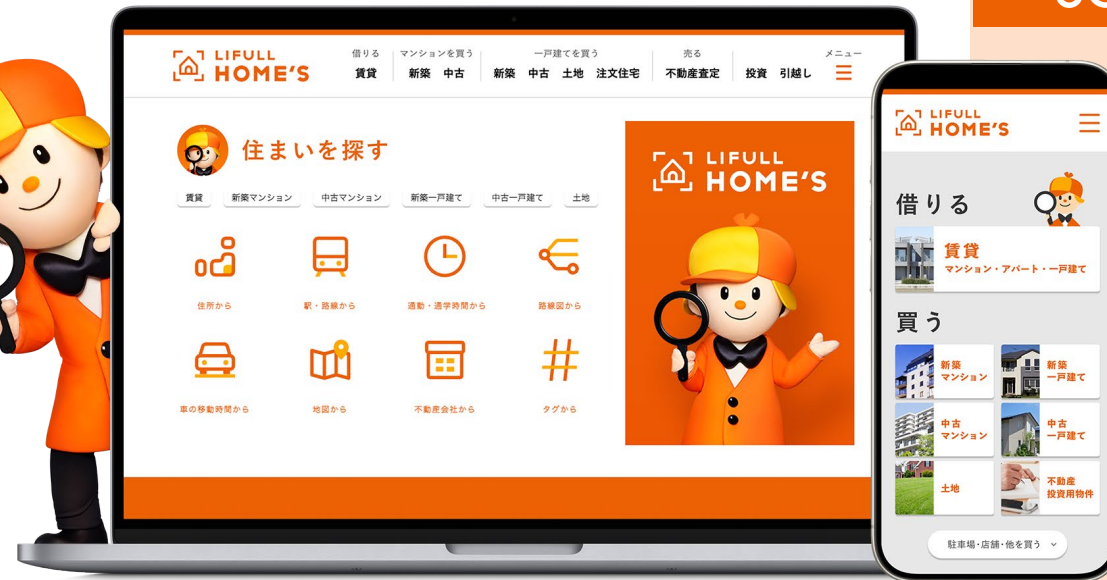 LIFULL
HOME'S
借りる
賃貸
マンションを買う
新築 中古
一戸建てを買う
新築 中古 土地 注文住宅
売る
不動産査定
投資 引越し
メニュー
住まいを探す
賃貸
新築マンション
中古マンション
新築一戸建て
中古一戸建て
土地
住所から
駅・路線から
通勤・通学時間から
路線図から
車の移動時間から
地図から
不動産会社から
タグから
LIFULL
HOME'S
LIFULL
HOME'S
借りる
賃貸
マンション・アパート・一戸建て
買う
新築
マンション
新築
一戸建て
中古
マンション
中古
一戸建て
土地
不動産
投資用物件
駐車場・店舗・他を買う